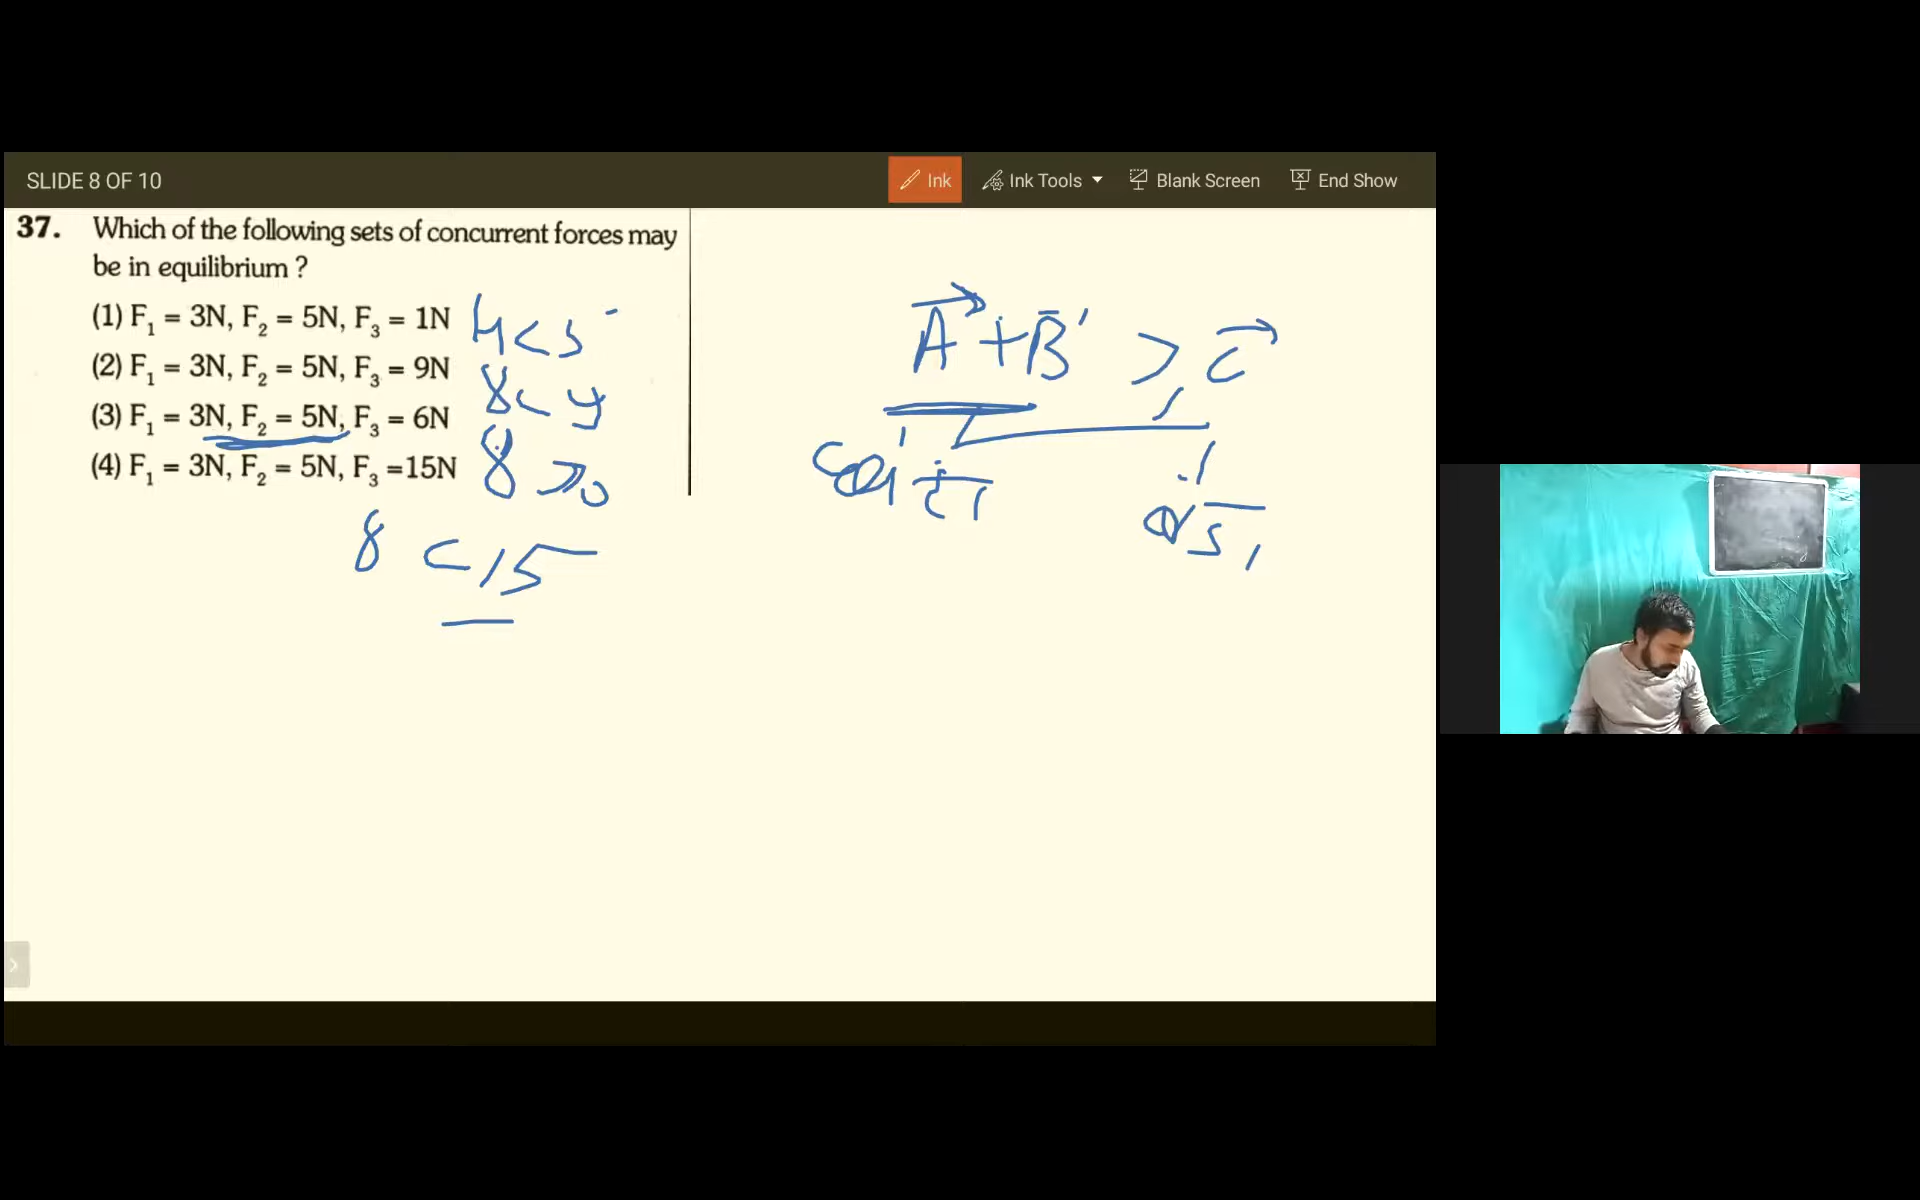 SLIDE 8 OF 10
Ink
Ink Tools
Blank Screen
End Show
37. Which of the following sets of concurrent forces may
be in equilibrium ?
(1) F₁ = 3N, F₂ = 5N, F₃ = 1N 4<5
(2) F₁ = 3N, F₂ = 5N, F₃ = 9N 8<9
(3) F₁ = 3N, F₂ = 5N, F₃ = 6N 8 >
(4) F₁ = 3N, F₂ = 5N, F₃ =15N
8 <15
A + B > C